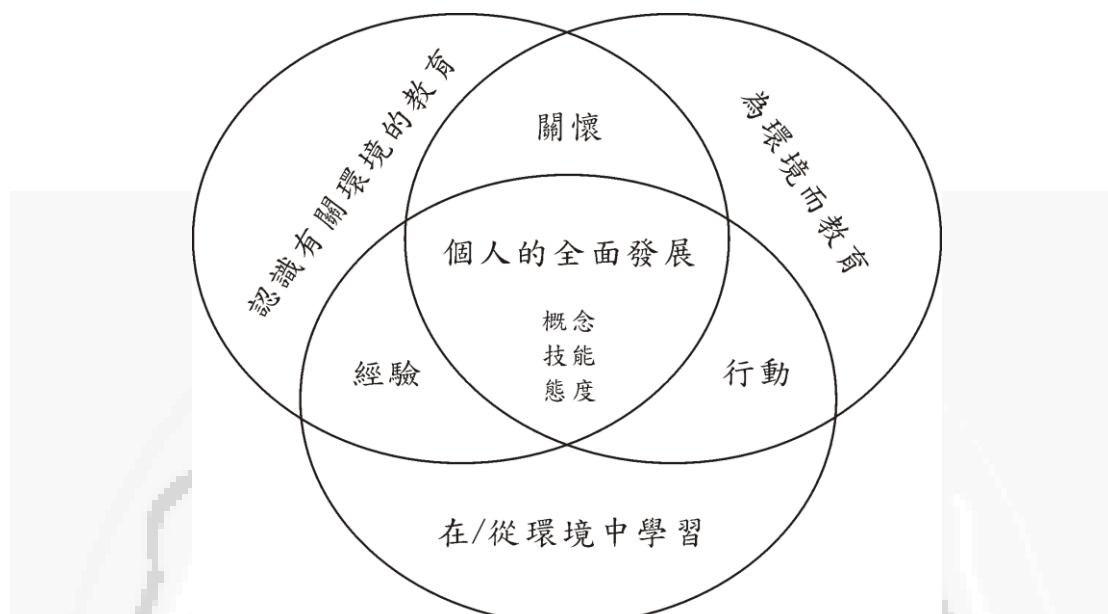 認識有關環境的教育
關懷
為環境而教育
個人的全面發展
概念
技能
態度
經驗
行動
在/從環境中學習